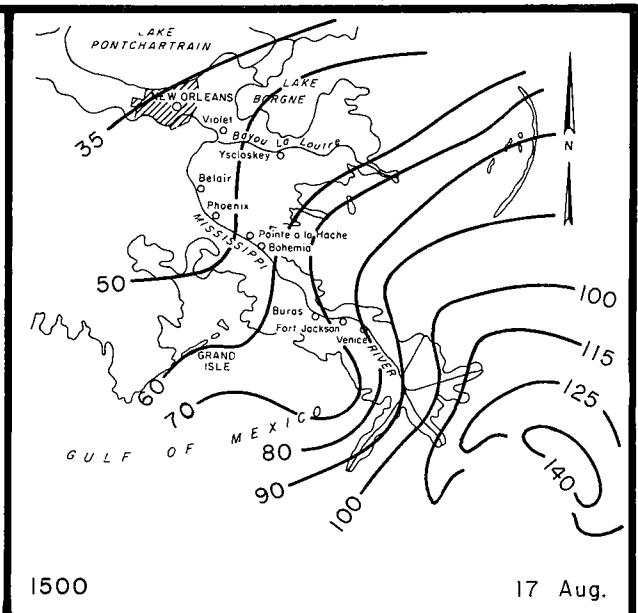 LAKE
PONTCHARTRAIN
LAKE
BORGNE
NEW ORLEANS
35
Violet
Bayou La Loutre
Yscloskey
N
Belair
Phoenix
MISSISSIPPI
Pointe a la Hache
Bohemia
50
100
Buras
Fort Jackson
Venice
RIVER
115
GRAND
ISLE
60
70
125
GULF OF MEXICO
80
140
90
100
1500
17 Aug.